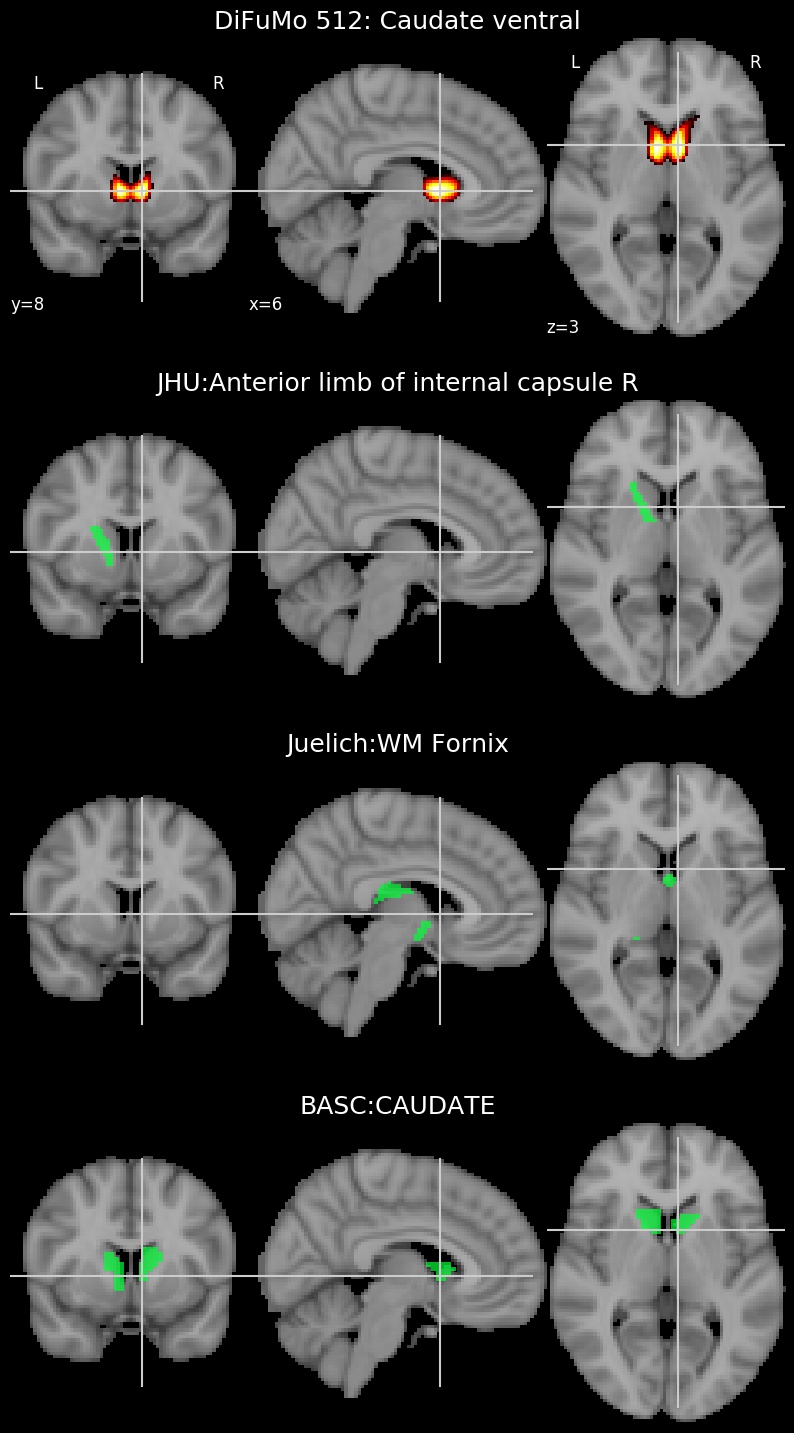 DiFuMo 512: Caudate ventral
L R L R
y=8 x=6 z=3
JHU:Anterior limb of internal capsule R
Juelich:WM Fornix
BASC:CAUDATE